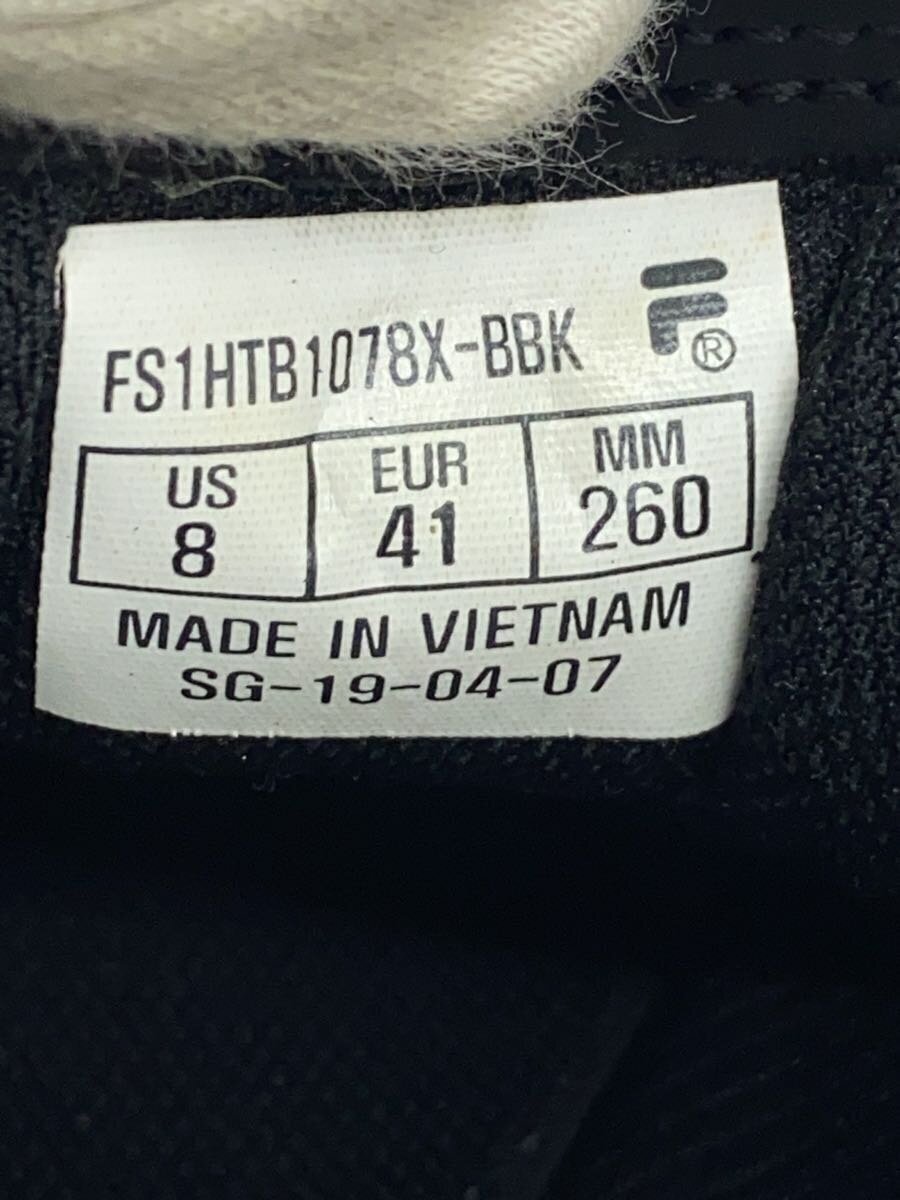 FS1HTB1078X-BBK
F®
US EUR MM
8 41 260
MADE IN VIETNAM
SG-19-04-07